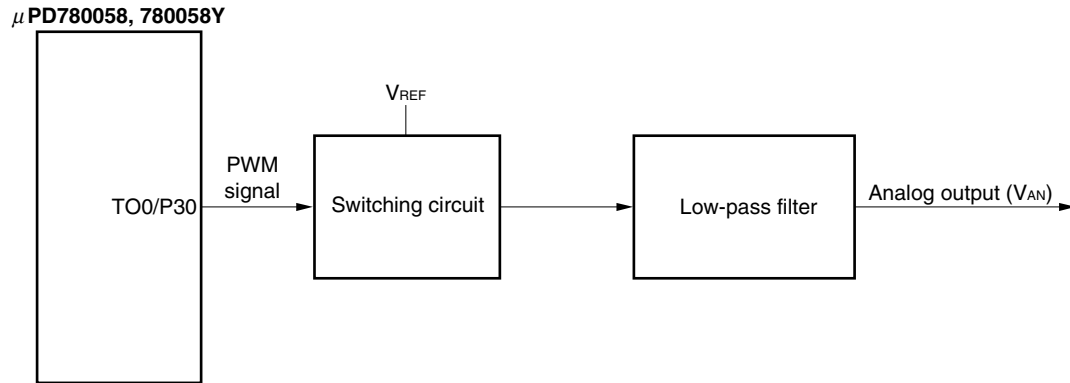 μPD780058, 780058Y
VREF
PWM
signal
TO0/P30
Switching circuit
Low-pass filter
Analog output (VAN)